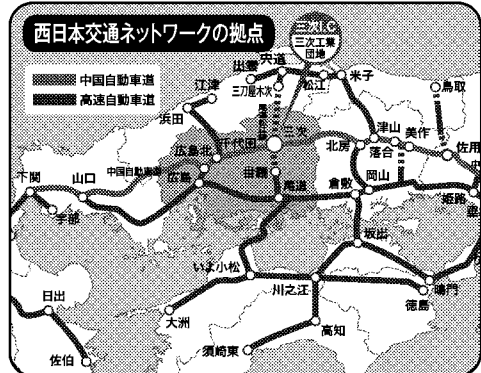 西日本交通ネットワークの拠点
三次I.C
三次工業
団地
中国自動車道
高速自動車道
出雲
宍道
松江
米子
鳥取
江津
三刀屋木次
浜田
千代田
三次
津山
美作
北房
落合
佐用
広島北
中国自動車道
広島
甲奴
下関
山口
尾道
倉敷
岡山
姫路
宇部
坂出
いよ小松
川之江
鳴門
徳島
日出
大洲
高知
佐伯
須崎東